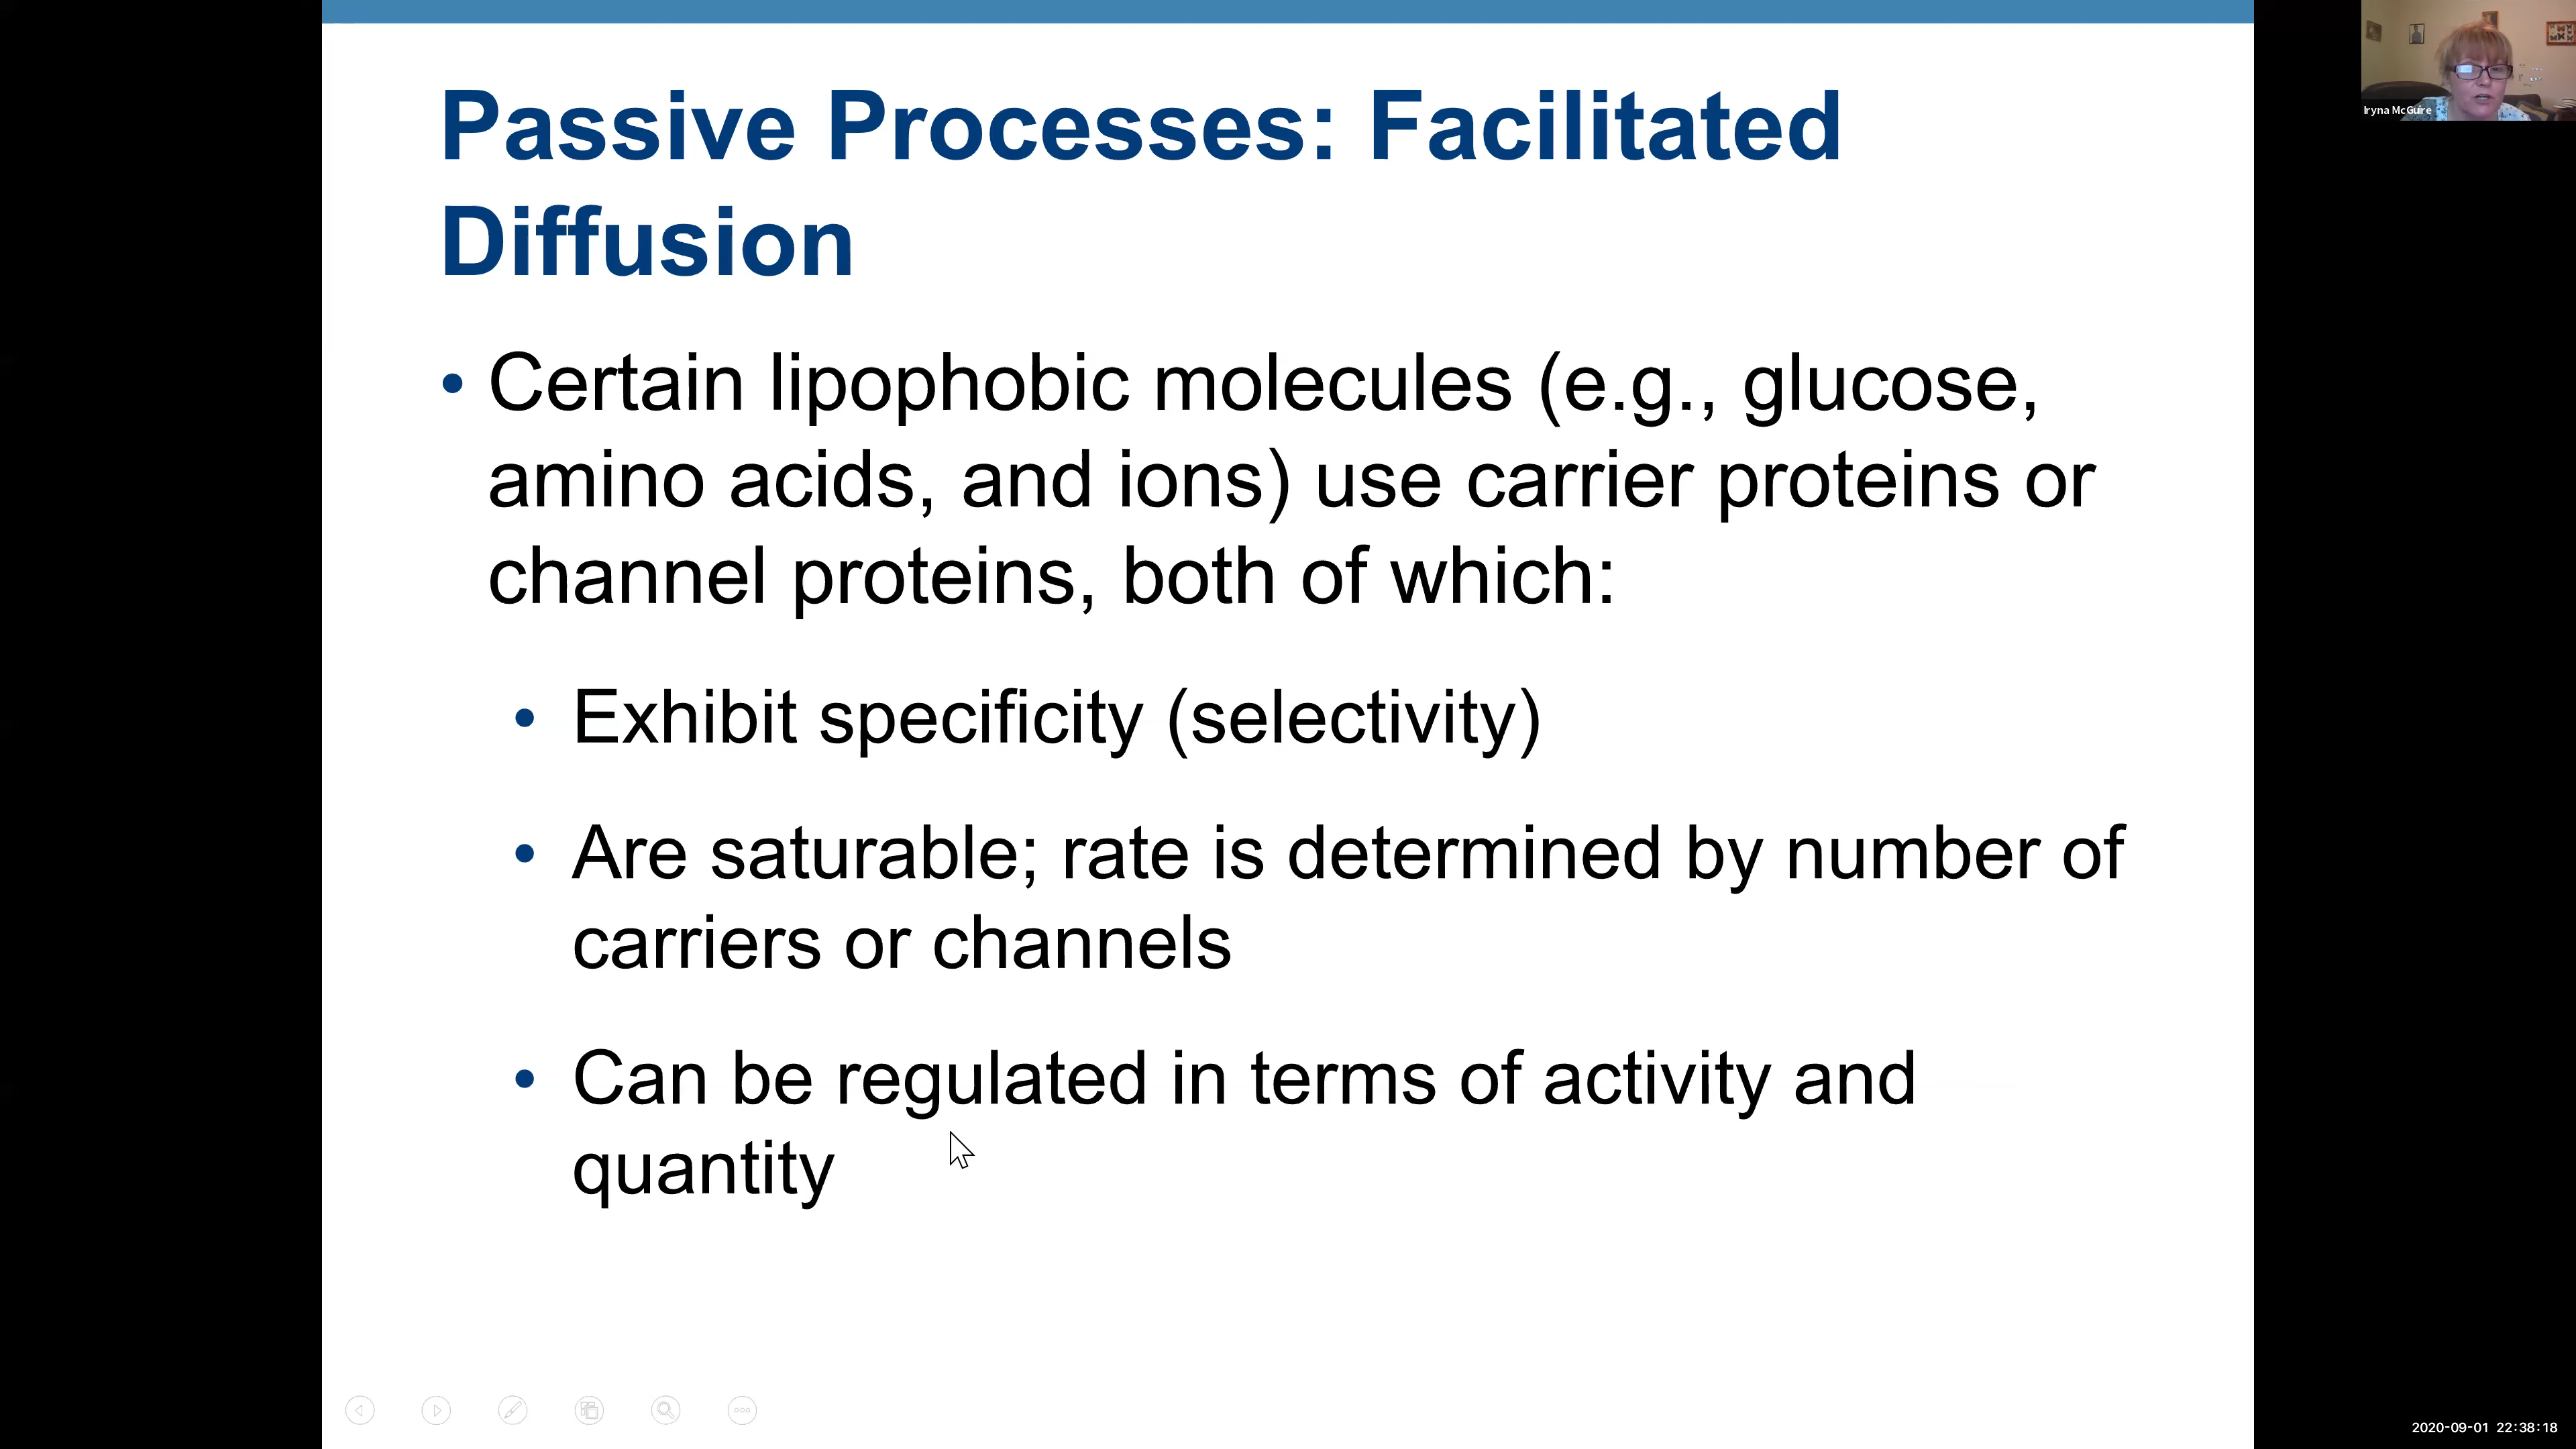 Passive Processes: Facilitated
Diffusion
• Certain lipophobic molecules (e.g., glucose,
amino acids, and ions) use carrier proteins or
channel proteins, both of which:
• Exhibit specificity (selectivity)
• Are saturable; rate is determined by number of
carriers or channels
• Can be regulated in terms of activity and
quantity
Iryna McGuire
2020-09-01 22:38:18